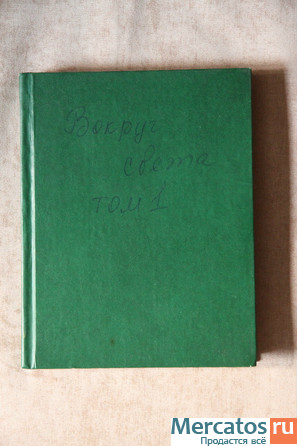 Вокруг
света
том 1
Mercatos.ru
Продастся всё